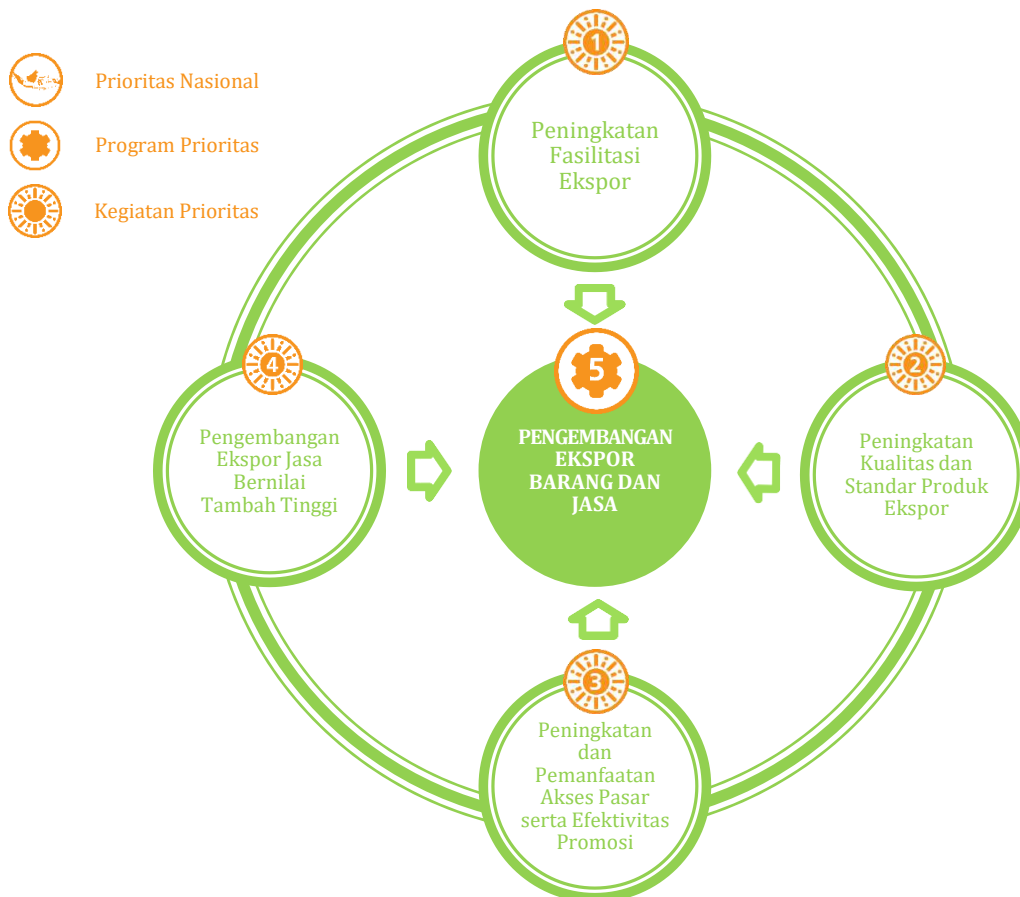 Prioritas Nasional
Program Prioritas
Kegiatan Prioritas
1
Peningkatan
Fasilitasi
Ekspor
2
Peningkatan
Kualitas dan
Standar Produk
Ekspor
3
Peningkatan
dan
Pemanfaatan
Akses Pasar
serta Efektivitas
Promosi
4
Pengembangan
Ekspor Jasa
Bernilai
Tambah Tinggi
5
PENGEMBANGAN
EKSPOR
BARANG DAN
JASA